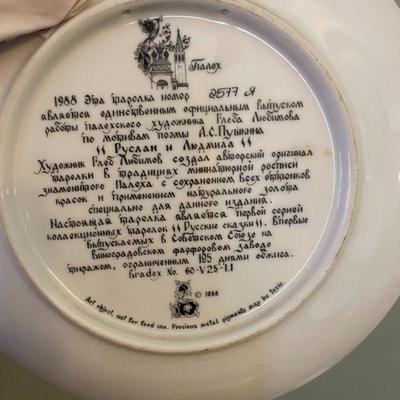 Палех
1988 Эта тарелка номер 2577 Я
является единственным официальным выпуском
работы палехского художника Глеба Любимова
по мотивам поэмы А.С.Пушкина
"Руслан и Людмила"
Художник Глеб Любимов создал авторский оригинал
тарелки в традициях миниатюрной росписи
знаменитого Палеха с сохранением всех оттенков
красок и применением натурального золота
специально для данного издания.
Настоящая тарелка является первой серией
коллекционных тарелок "Русские сказки", впервые
выпускаемых в Советском Союзе на
Виноградовском фарфоровом заводе
тиражом, ограниченным 195 днями обжига.
Bradex No. 60-V28-1.1
© 1988
Art object, not for food use. Precious metal pigments may be toxic.